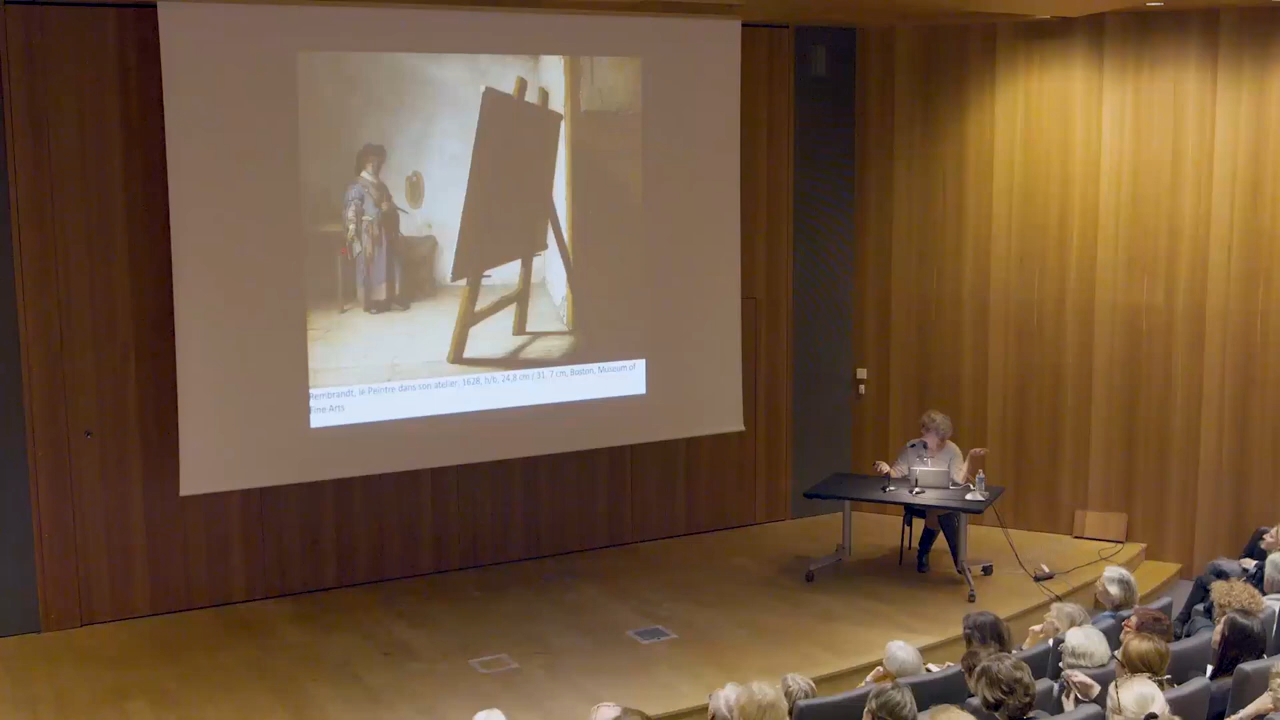 Rembrandt, le Peintre dans son atelier, 1628, h/b, 24,8 cm / 31, 7 cm, Boston, Museum of
Fine Arts